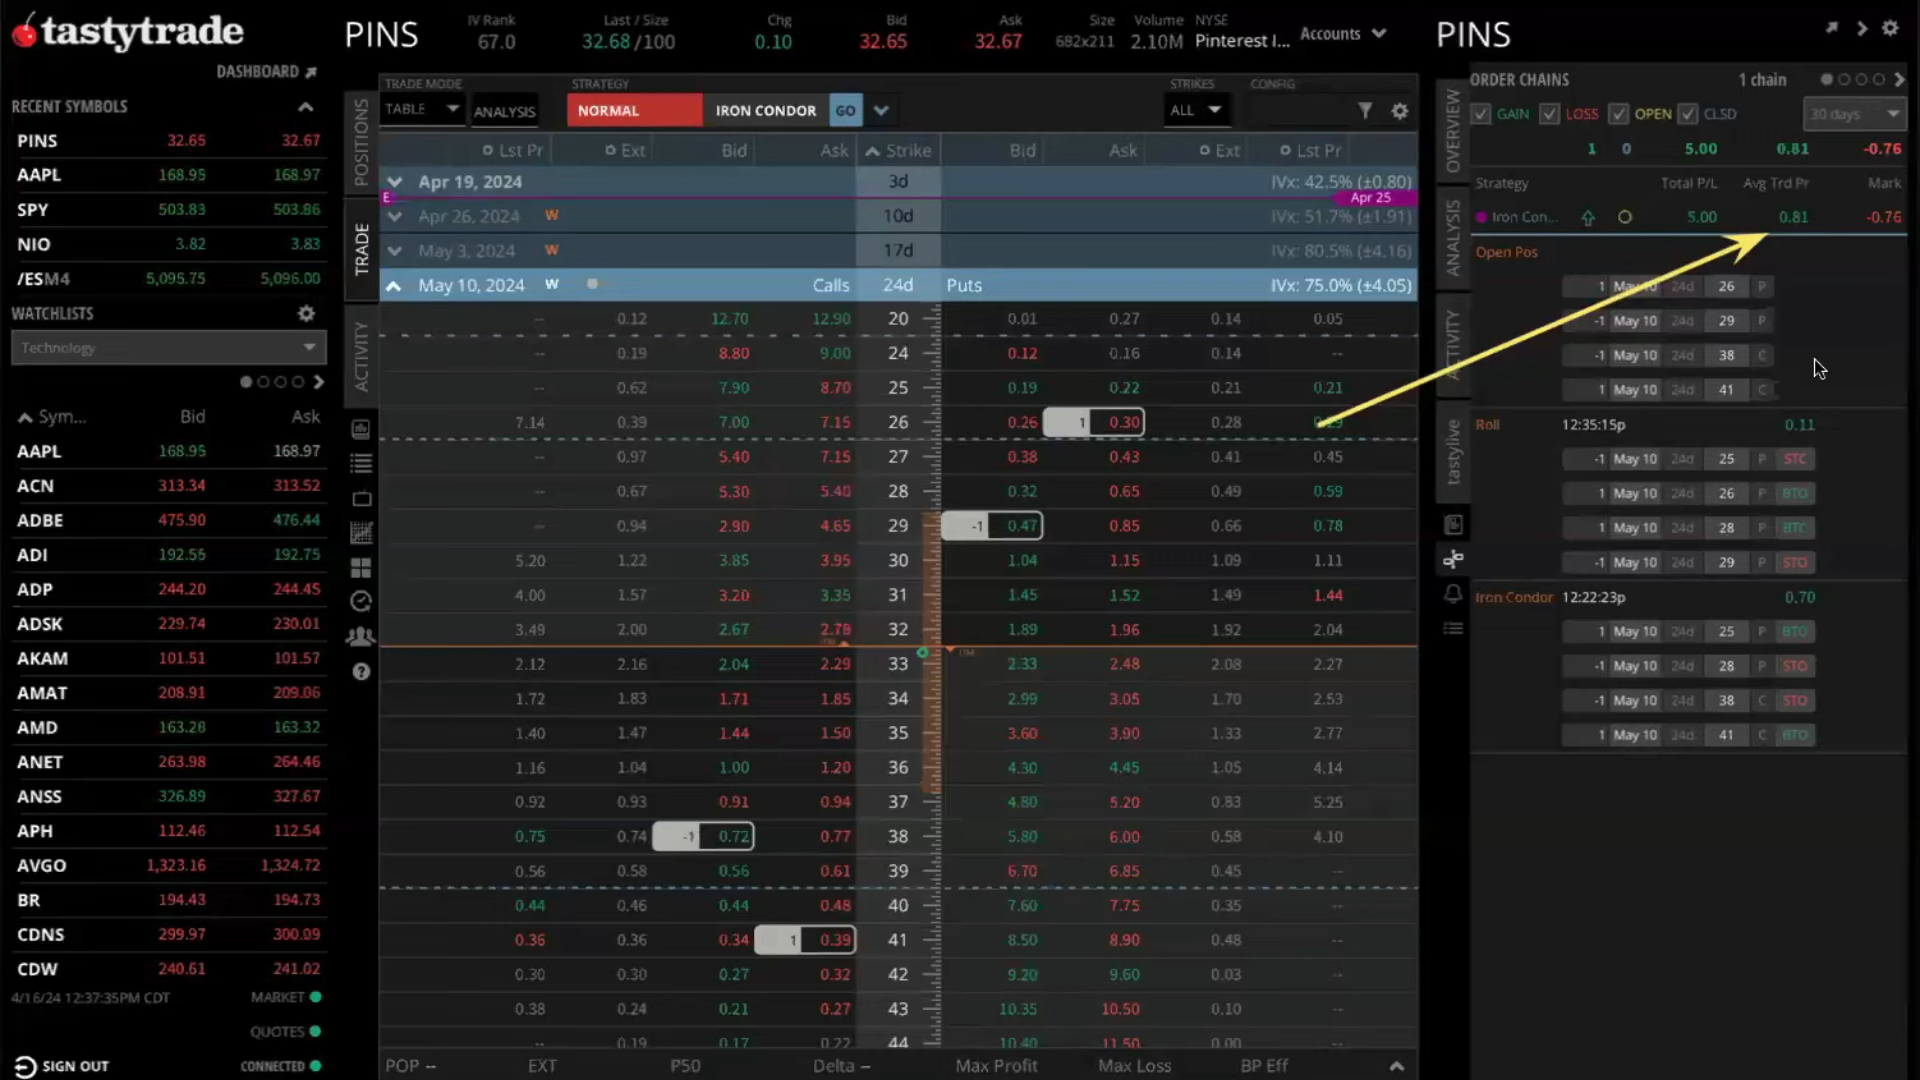 tastytrade
DASHBOARD
RECENT SYMBOLS
PINS 32.65 32.67
AAPL 168.95 168.97
SPY 503.83 503.86
NIO 3.82 3.83
/ESM4 5,095.75 5,096.00
WATCHLISTS
Technology
Sym... Bid Ask
AAPL 168.95 168.97
ACN 313.34 313.52
ADBE 475.90 476.44
ADI 192.55 192.75
ADP 244.20 244.45
ADSK 229.74 230.01
AKAM 101.51 101.57
AMAT 208.91 209.06
AMD 163.28 163.32
ANET 263.98 264.46
ANSS 326.89 327.67
APH 112.46 112.54
AVGO 1,323.16 1,324.72
BR 194.43 194.73
CDNS 299.97 300.09
CDW 240.61 241.02
4/16/24 12:37:35PM CDT MARKET
QUOTES
SIGN OUT CONNECTED
PINS
IV Rank Last / Size Chg Bid Ask Size Volume NYSE
67.0 32.68 /100 0.10 32.65 32.67 682x211 2.10M Pinterest I...
Accounts
POSITIONS
TRADE
ACTIVITY
TRADE MODE STRATEGY STRIKES CONFIG
TABLE ANALYSIS NORMAL IRON CONDOR GO ALL
Lst Pr Ext Bid Ask Strike Bid Ask Ext Lst Pr
Apr 19, 2024 3d IVx: 42.5% (±0.80)
E Apr 25
Apr 26, 2024 W 10d IVx: 51.7% (±1.91)
May 3, 2024 W 17d IVx: 80.5% (±4.16)
May 10, 2024 W Calls 24d Puts IVx: 75.0% (±4.05)
-- 0.12 12.70 12.90 20 0.01 0.27 0.14 0.05
-- 0.19 8.80 9.00 24 0.12 0.16 0.14 --
-- 0.62 7.90 8.70 25 0.19 0.22 0.21 0.21
7.14 0.39 7.00 7.15 26 0.26 1 0.30 0.28
-- 0.97 5.40 7.15 27 0.38 0.43 0.41 0.45
-- 0.67 5.30 5.40 28 0.32 0.65 0.49 0.59
-- 0.94 2.90 4.65 29 -1 0.47 0.85 0.66 0.78
5.20 1.22 3.85 3.95 30 1.04 1.15 1.09 1.11
4.00 1.57 3.20 3.35 31 1.45 1.52 1.49 1.44
3.49 2.00 2.67 2.78 32 1.89 1.96 1.92 2.04
ITM ITM
2.12 2.16 2.04 2.29 33 2.33 2.48 2.08 2.27
1.72 1.83 1.71 1.85 34 2.99 3.05 1.70 2.53
1.40 1.47 1.44 1.50 35 3.60 3.90 1.33 2.77
1.16 1.04 1.00 1.20 36 4.30 4.45 1.05 4.14
0.92 0.93 0.91 0.94 37 4.80 5.20 0.83 5.25
0.75 0.74 -1 0.72 0.77 38 5.80 6.00 0.58 4.10
0.56 0.58 0.56 0.61 39 6.70 6.85 0.45 --
0.44 0.46 0.44 0.48 40 7.60 7.75 0.35 --
0.36 0.36 0.34 1 0.39 41 8.50 8.90 0.48 --
0.30 0.30 0.27 0.32 42 9.20 9.60 0.03 --
0.38 0.24 0.21 0.27 43 10.35 10.50 0.10 --
-- 0.19 0.17 0.22 44 10.40 11.50 0.00 --
POP -- EXT P50 Delta -- Max Profit Max Loss BP Eff
PINS
OVERVIEW
ANALYSIS
ACTIVITY
tastylive
ORDER CHAINS 1 chain
GAIN LOSS OPEN CLSD 30 days
1 0 5.00 0.81 -0.76
Strategy Total P/L Avg Trd Pr Mark
Iron Con... 5.00 0.81 -0.76
Open Pos
1 May 10 24d 26 P
-1 May 10 24d 29 P
-1 May 10 24d 38 C
1 May 10 24d 41 C
Roll 12:35:15p 0.11
-1 May 10 24d 25 P STC
1 May 10 24d 26 P BTO
1 May 10 24d 28 P BTC
-1 May 10 24d 29 P STO
Iron Condor 12:22:23p 0.70
1 May 10 24d 25 P BTO
-1 May 10 24d 28 P STO
-1 May 10 24d 38 C STO
1 May 10 24d 41 C BTO